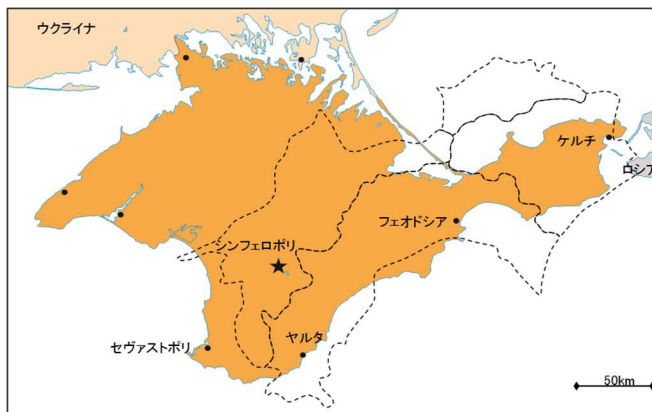 ウクライナ
ケルチ
ロシア
フェオドシア
シンフェロポリ
セヴァストポリ
ヤルタ
50km